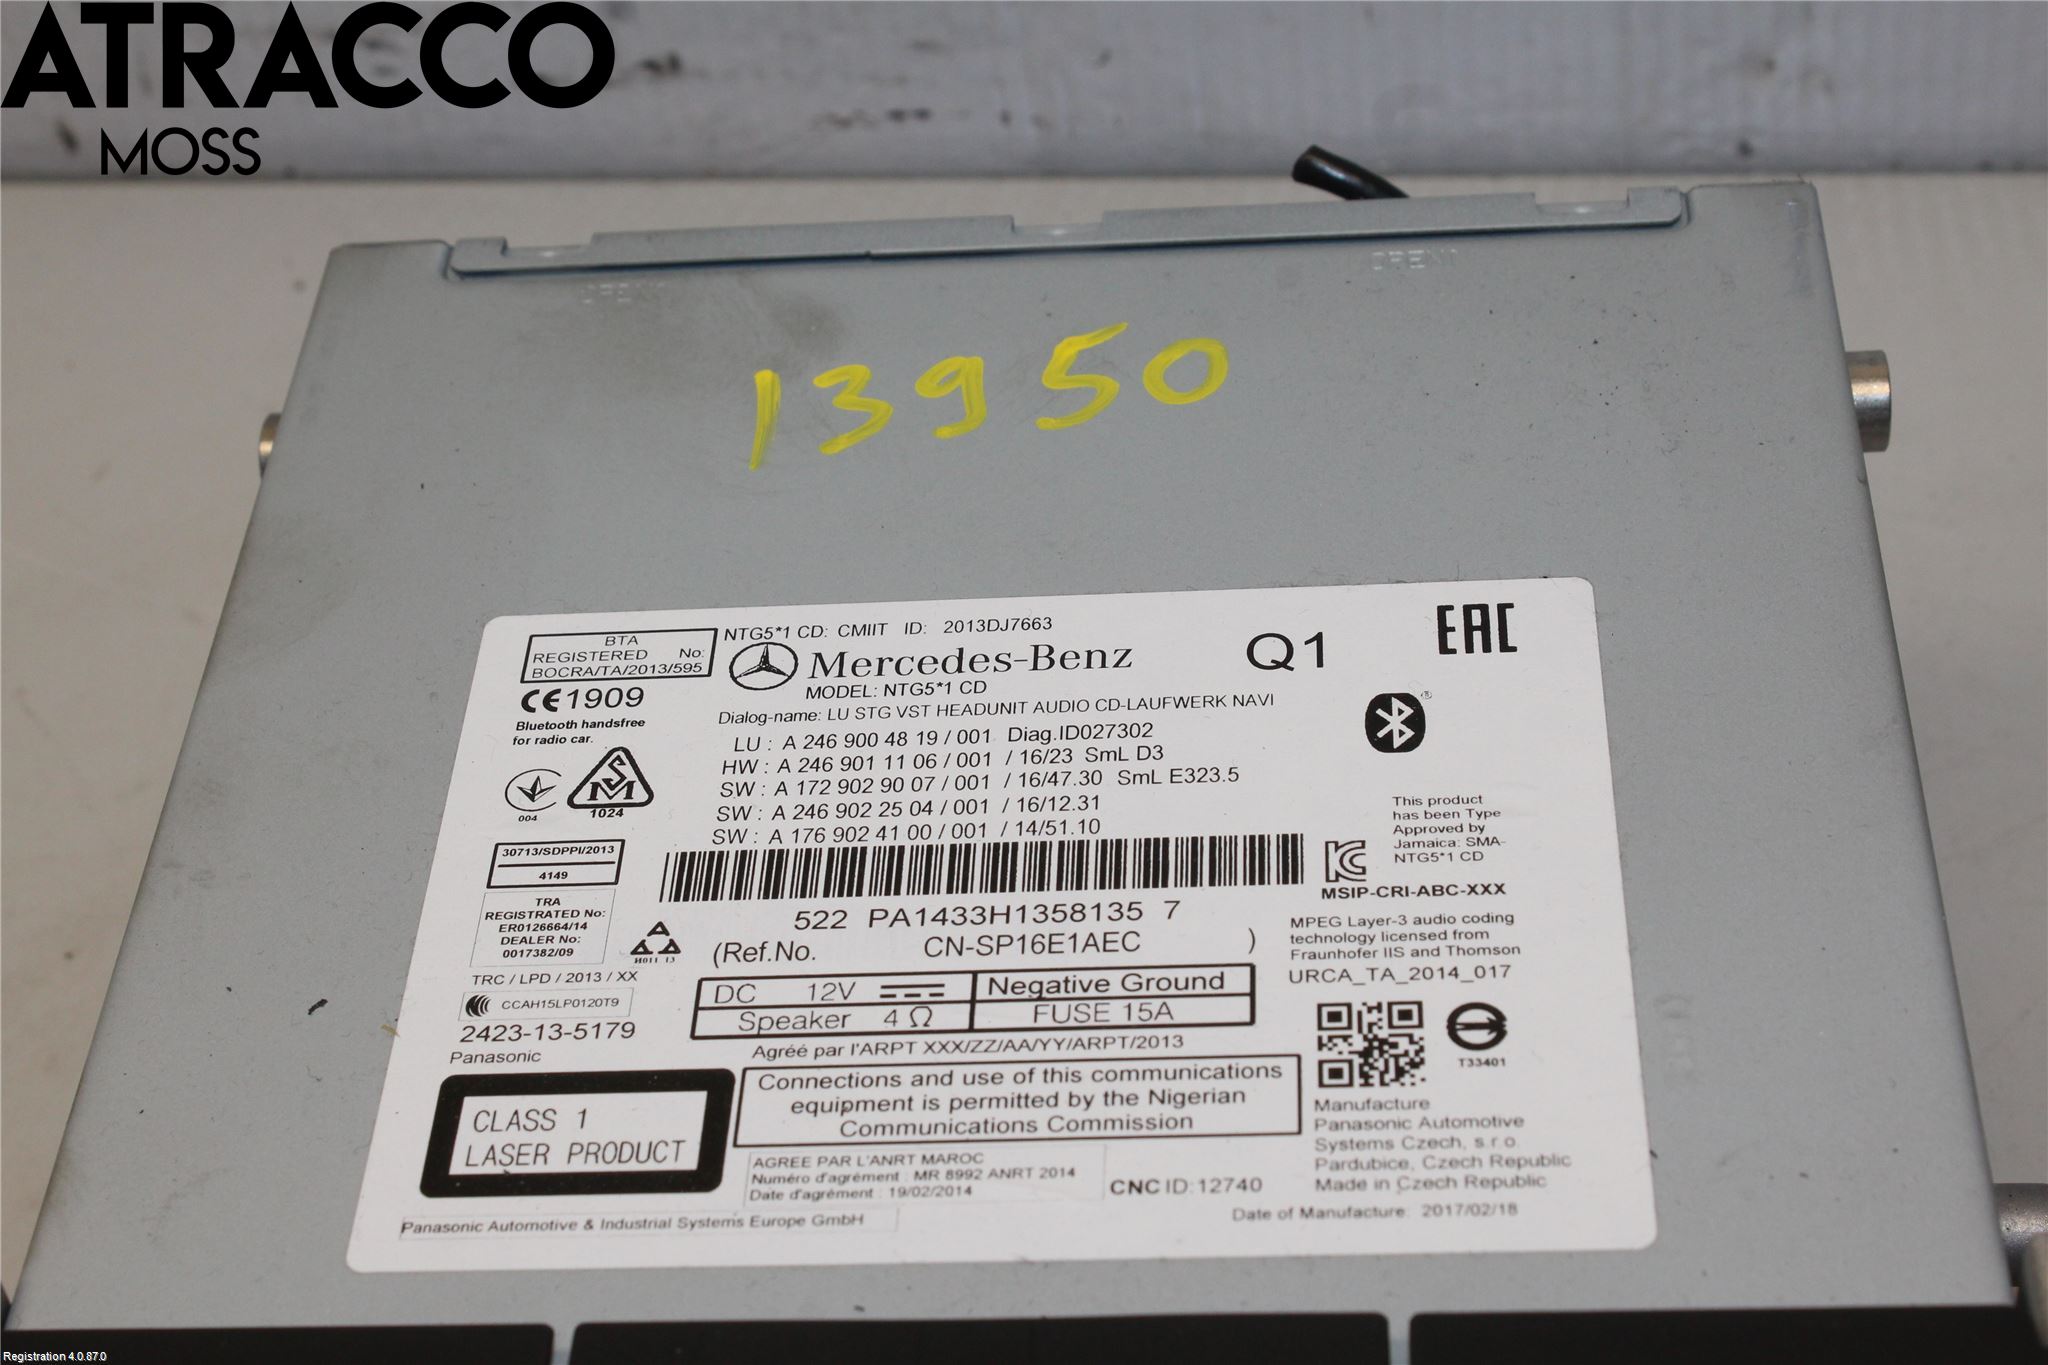 ATRACCO
MOSS
OPEN
OPEN
13950
BTA
REGISTERED No:
BOCRA/TA/2013/595
NTG5*1 CD: CMIIT ID: 2013DJ7663
Mercedes-Benz
Q1
EAC
MODEL: NTG5*1 CD
CE1909
Bluetooth handsfree
for radio car.
Dialog-name: LU STG VST HEADUNIT AUDIO CD-LAUFWERK NAVI
LU : A 246 900 48 19 / 001 Diag.ID027302
HW : A 246 901 11 06 / 001 / 16/23 SmL D3
SW : A 172 902 90 07 / 001 / 16/47.30 SmL E323.5
SW : A 246 902 25 04 / 001 / 16/12.31
SW : A 176 902 41 00 / 001 / 14/51.10
004
SM
1024
30713/SDPPI/2013
4149
TRA
REGISTRATED No:
ER0126664/14
DEALER No:
0017382/09
H011 13
TRC / LPD / 2013 / XX
CCAH15LP0120T9
2423-13-5179
Panasonic
522 PA1433H1358135 7
(Ref.No. CN-SP16E1AEC )
DC 12V
Negative Ground
Speaker 4 Ω
FUSE 15A
Agréé par l'ARPT XXX/ZZ/AA/YY/ARPT/2013
This product
has been Type
Approved by
Jamaica: SMA-
NTG5*1 CD
MSIP-CRI-ABC-XXX
MPEG Layer-3 audio coding
technology licensed from
Fraunhofer IIS and Thomson
URCA_TA_2014_017
T33401
CLASS 1
LASER PRODUCT
Connections and use of this communications
equipment is permitted by the Nigerian
Communications Commission
AGREE PAR L'ANRT MAROC
Numéro d'agrément : MR 8992 ANRT 2014
Date d'agrément : 19/02/2014
CNC ID: 12740
Manufacture
Panasonic Automotive
Systems Czech, s.r.o.
Pardubice, Czech Republic
Made in Czech Republic
Date of Manufacture: 2017/02/18
Panasonic Automotive & Industrial Systems Europe GmbH
Registration 4.0.87.0